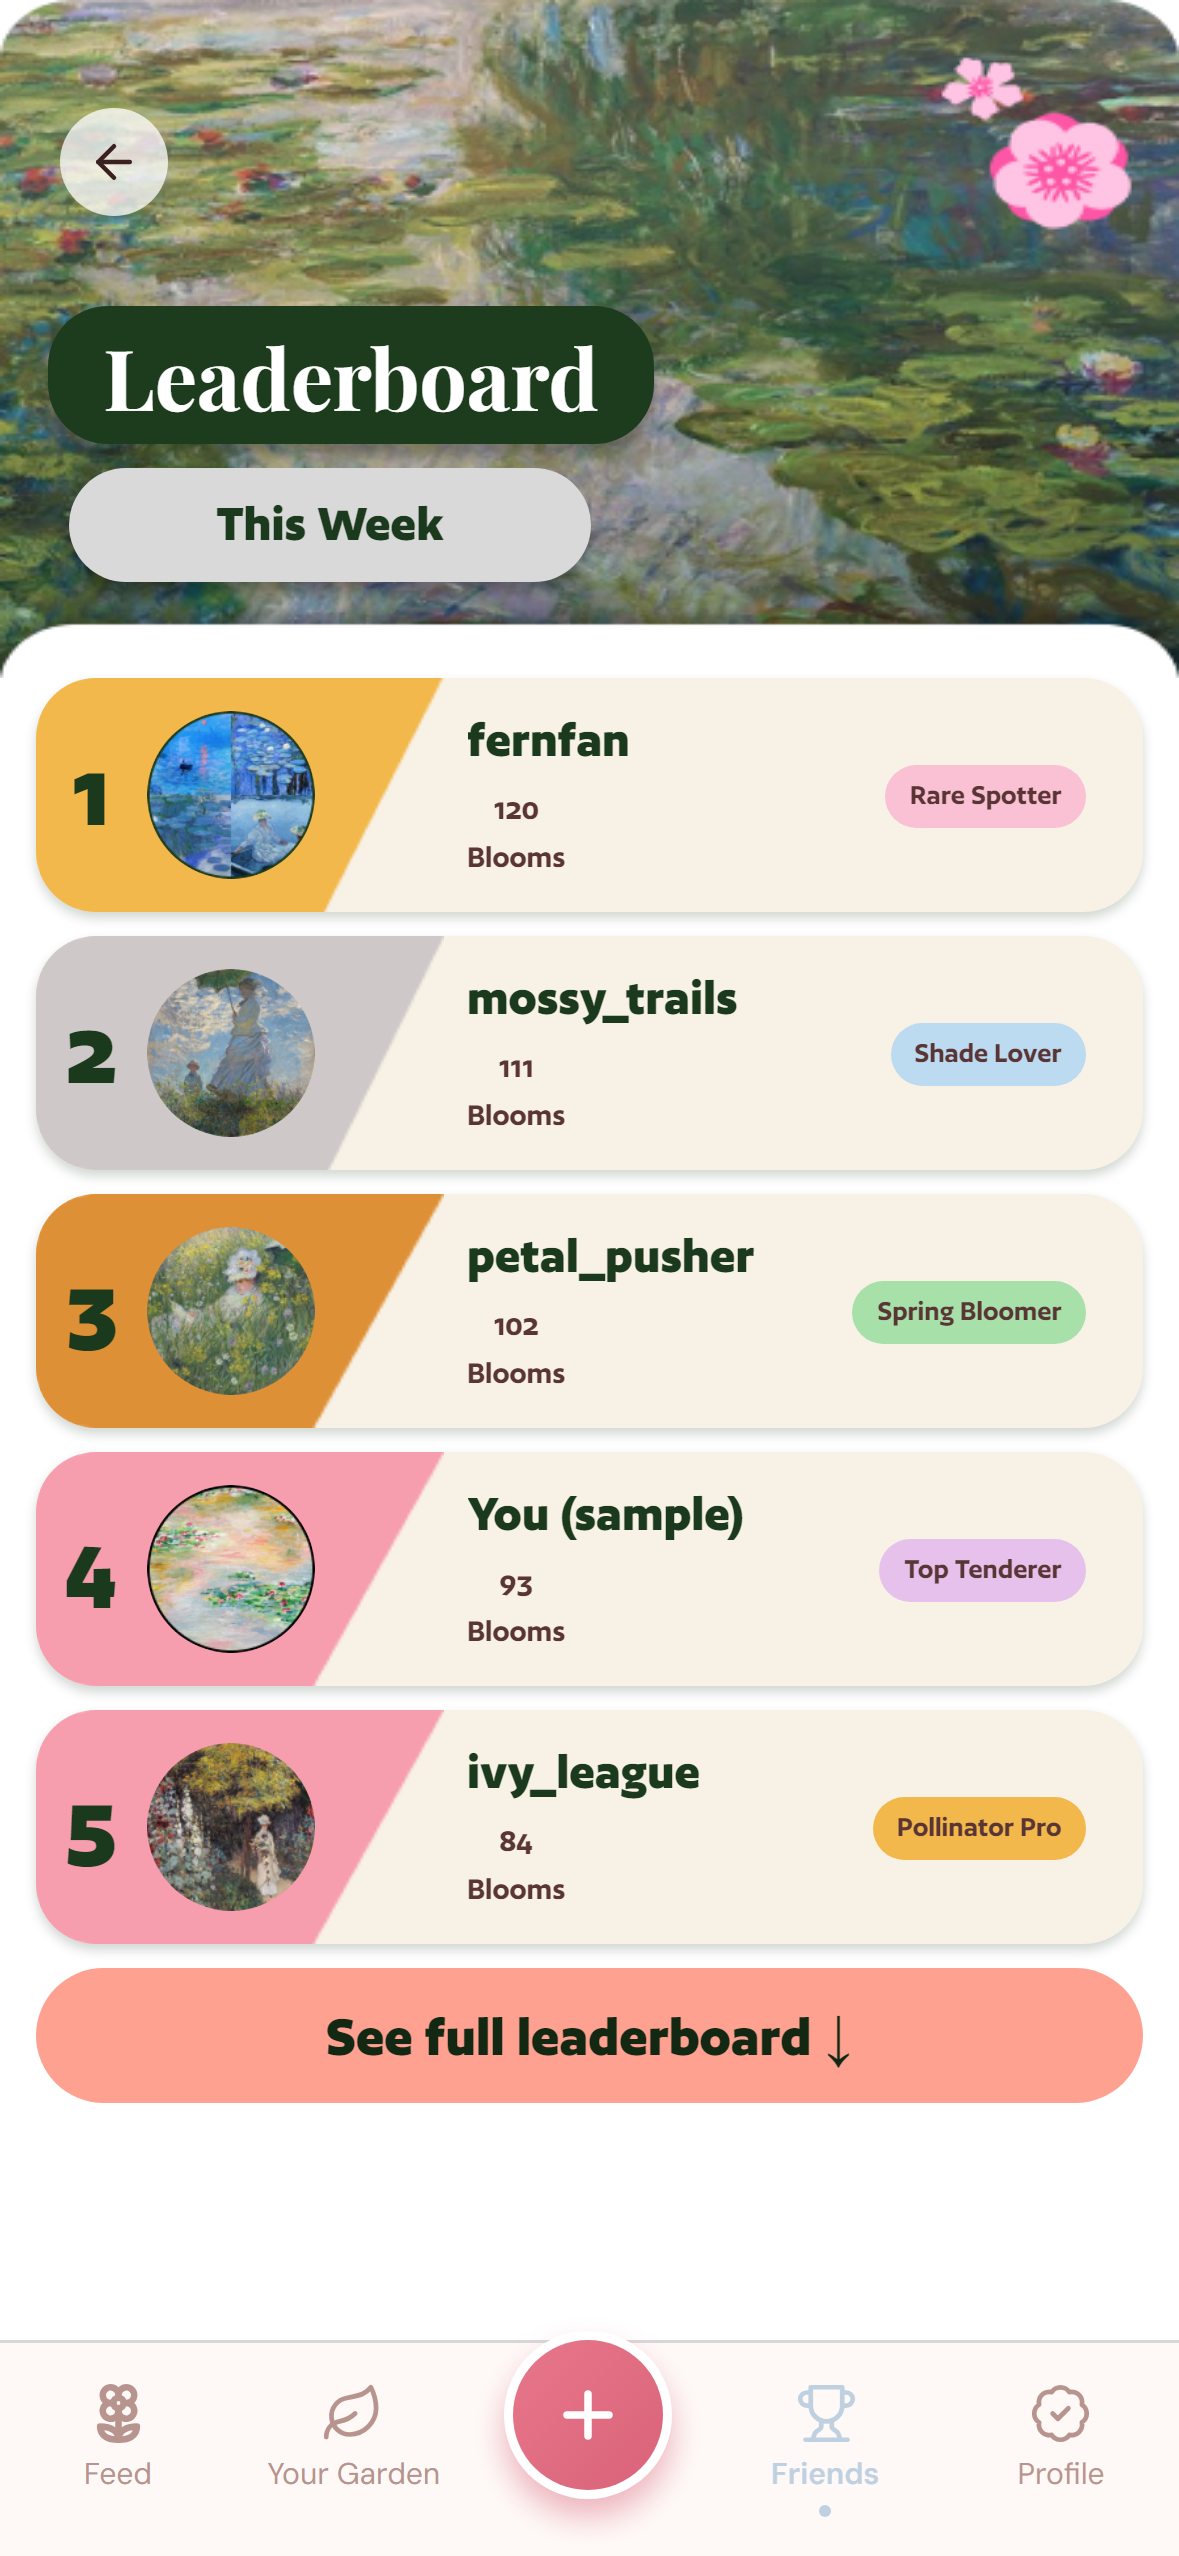 Leaderboard
This Week
1
fernfan
120
Blooms
Rare Spotter
2
mossy_trails
111
Blooms
Shade Lover
3
petal_pusher
102
Blooms
Spring Bloomer
4
You (sample)
93
Blooms
Top Tenderer
5
ivy_league
84
Blooms
Pollinator Pro
See full leaderboard ↓
Feed
Your Garden
Friends
Profile